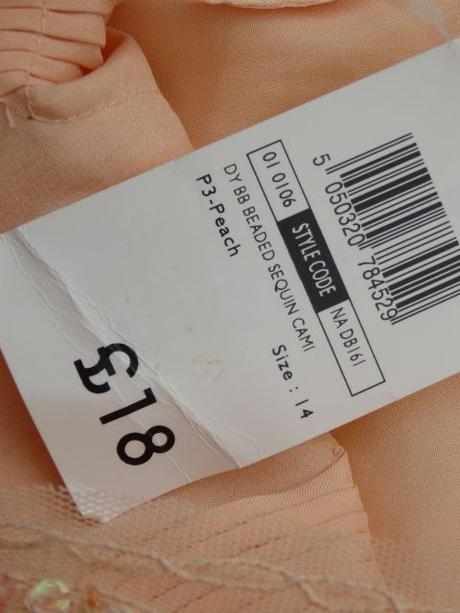 5 050320 784529
01 0106 STYLE CODE NA DB161
DY BB BEADED SEQUIN CAMI
P3-Peach Size : 14
£18